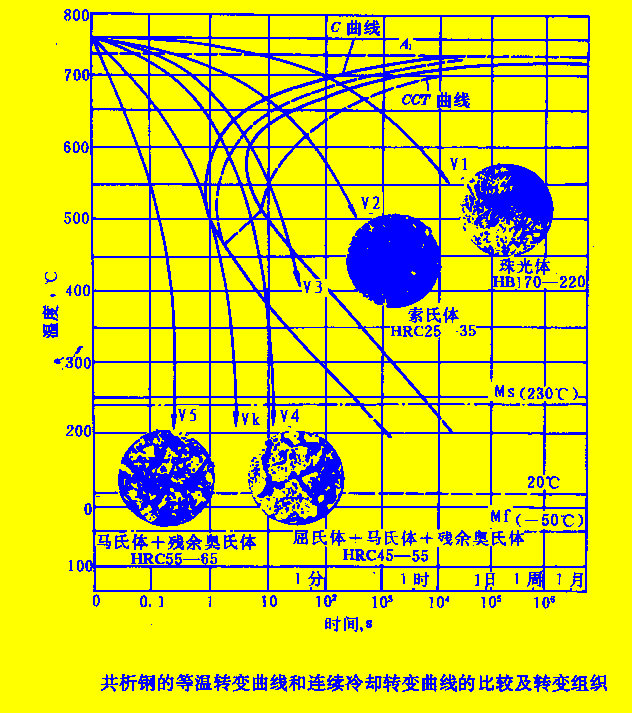 800
700
600
500
400
300
200
0
100
温度，℃
C 曲线
A₁
CCT 曲线
V1
V2
V3
V4
Vk
V5
珠光体
HB170—220
索氏体
HRC25—35
Ms(230℃)
20℃
Mf(—50℃)
马氏体＋残余奥氏体
HRC55—65
屈氏体＋马氏体＋残余奥氏体
HRC45—55
1分 1时 1日 1周 1月
0 0.1 1 10 10² 10³ 10⁴ 10⁵ 10⁶
时间,s
共析钢的等温转变曲线和连续冷却转变曲线的比较及转变组织